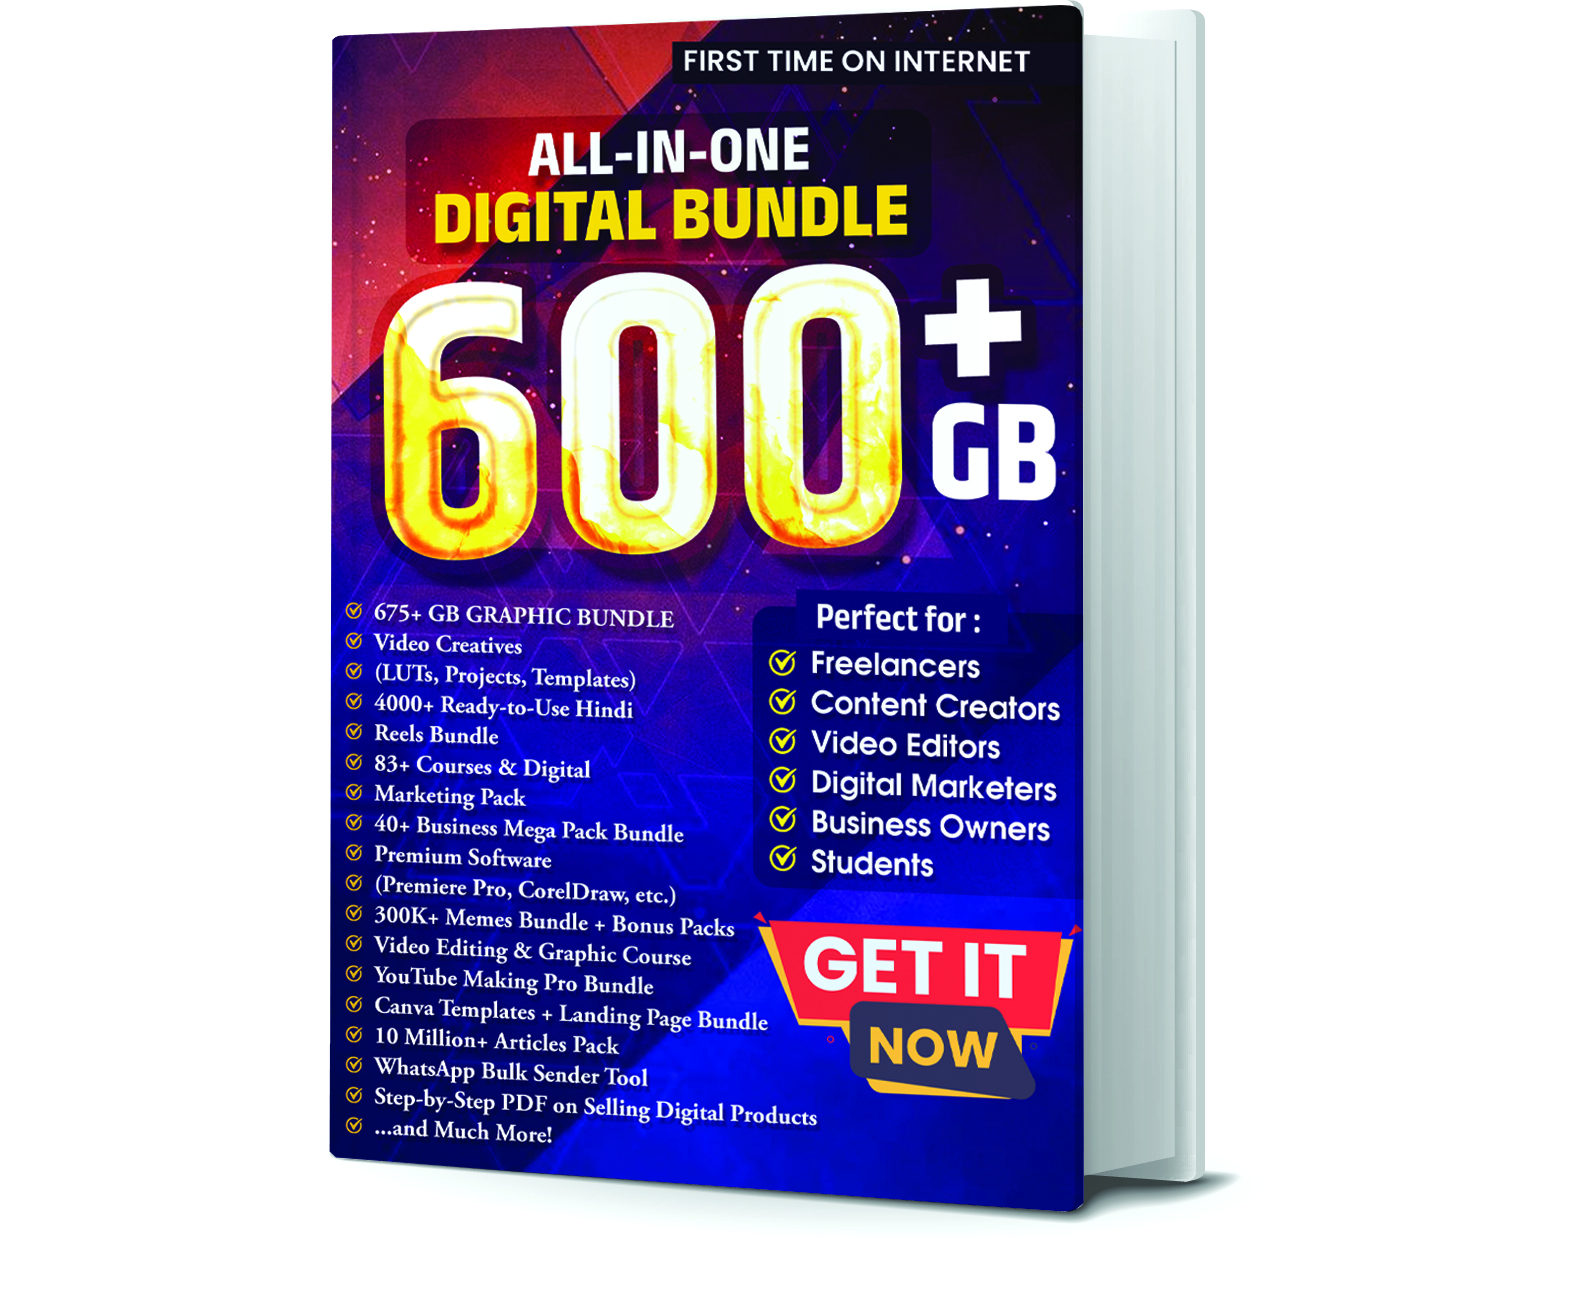 FIRST TIME ON INTERNET
ALL-IN-ONE
DIGITAL BUNDLE
600+
GB
675+ GB GRAPHIC BUNDLE
Video Creatives
(LUTs, Projects, Templates)
4000+ Ready-to-Use Hindi
Reels Bundle
83+ Courses & Digital
Marketing Pack
40+ Business Mega Pack Bundle
Premium Software
(Premiere Pro, CorelDraw, etc.)
300K+ Memes Bundle + Bonus Packs
Video Editing & Graphic Course
YouTube Making Pro Bundle
Canva Templates + Landing Page Bundle
10 Million+ Articles Pack
WhatsApp Bulk Sender Tool
Step-by-Step PDF on Selling Digital Products
...and Much More!
Perfect for :
Freelancers
Content Creators
Video Editors
Digital Marketers
Business Owners
Students
GET IT
NOW